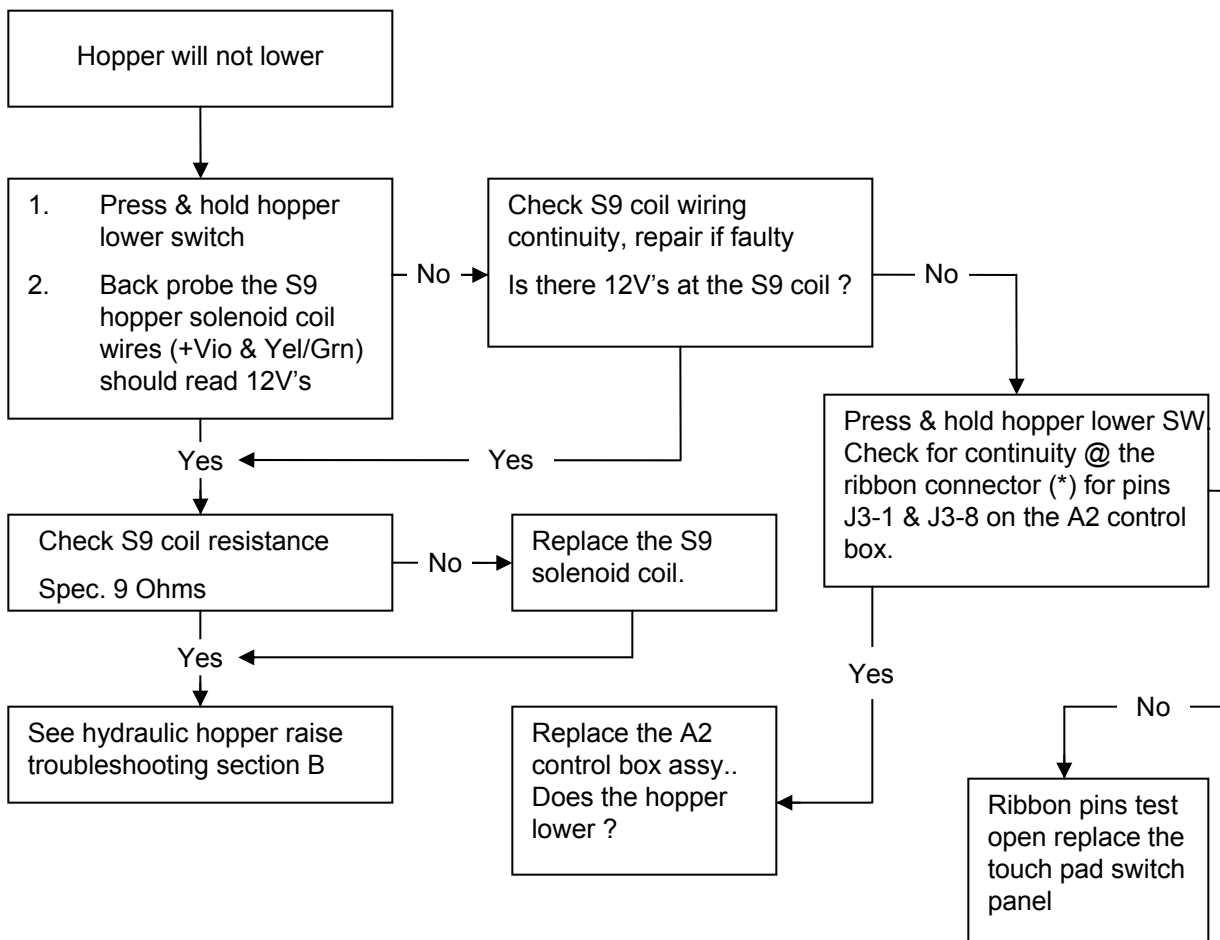 Hopper will not lower
1. Press & hold hopper
lower switch
2. Back probe the S9
hopper solenoid coil
wires (+Vio & Yel/Grn)
should read 12V's
No
Check S9 coil wiring
continuity, repair if faulty
Is there 12V's at the S9 coil ?
No
Press & hold hopper lower SW.
Check for continuity @ the
ribbon connector (*) for pins
J3-1 & J3-8 on the A2 control
box.
Yes
Yes
Check S9 coil resistance
Spec. 9 Ohms
No
Replace the S9
solenoid coil.
Yes
Yes
No
See hydraulic hopper raise
troubleshooting section B
Replace the A2
control box assy..
Does the hopper
lower ?
Ribbon pins test
open replace the
touch pad switch
panel